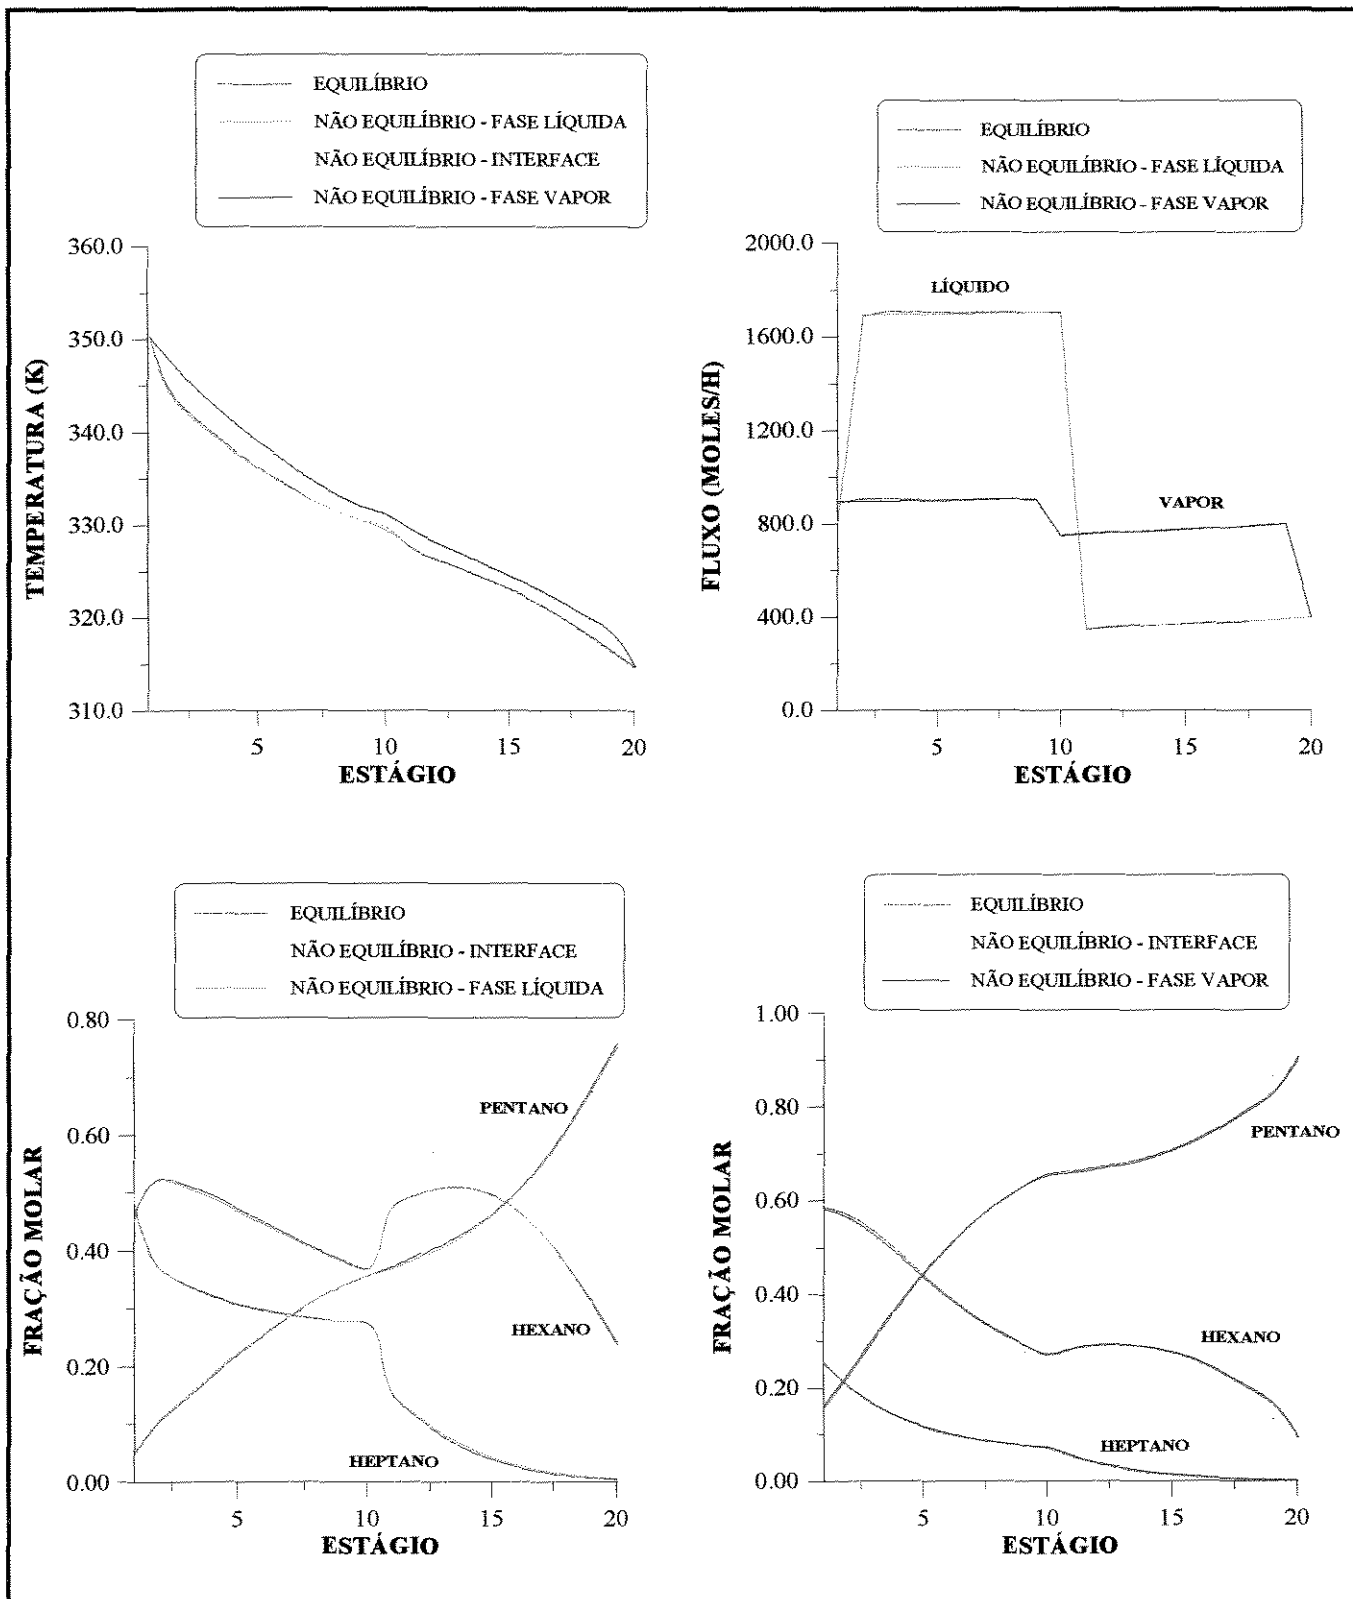 EQUILÍBRIO
NÃO EQUILÍBRIO - FASE LÍQUIDA
NÃO EQUILÍBRIO - INTERFACE
NÃO EQUILÍBRIO - FASE VAPOR
360.0
350.0
340.0
330.0
320.0
310.0
TEMPERATURA (K)
5
10
15
20
ESTÁGIO
EQUILÍBRIO
NÃO EQUILÍBRIO - FASE LÍQUIDA
NÃO EQUILÍBRIO - FASE VAPOR
2000.0
1600.0
1200.0
800.0
400.0
0.0
FLUXO (MOLES/H)
LÍQUIDO
VAPOR
5
10
15
20
ESTÁGIO
EQUILÍBRIO
NÃO EQUILÍBRIO - INTERFACE
NÃO EQUILÍBRIO - FASE LÍQUIDA
0.80
0.60
0.40
0.20
0.00
FRAÇÃO MOLAR
PENTANO
HEXANO
HEPTANO
5
10
15
20
ESTÁGIO
EQUILÍBRIO
NÃO EQUILÍBRIO - INTERFACE
NÃO EQUILÍBRIO - FASE VAPOR
1.00
0.80
0.60
0.40
0.20
0.00
FRAÇÃO MOLAR
PENTANO
HEXANO
HEPTANO
5
10
15
20
ESTÁGIO